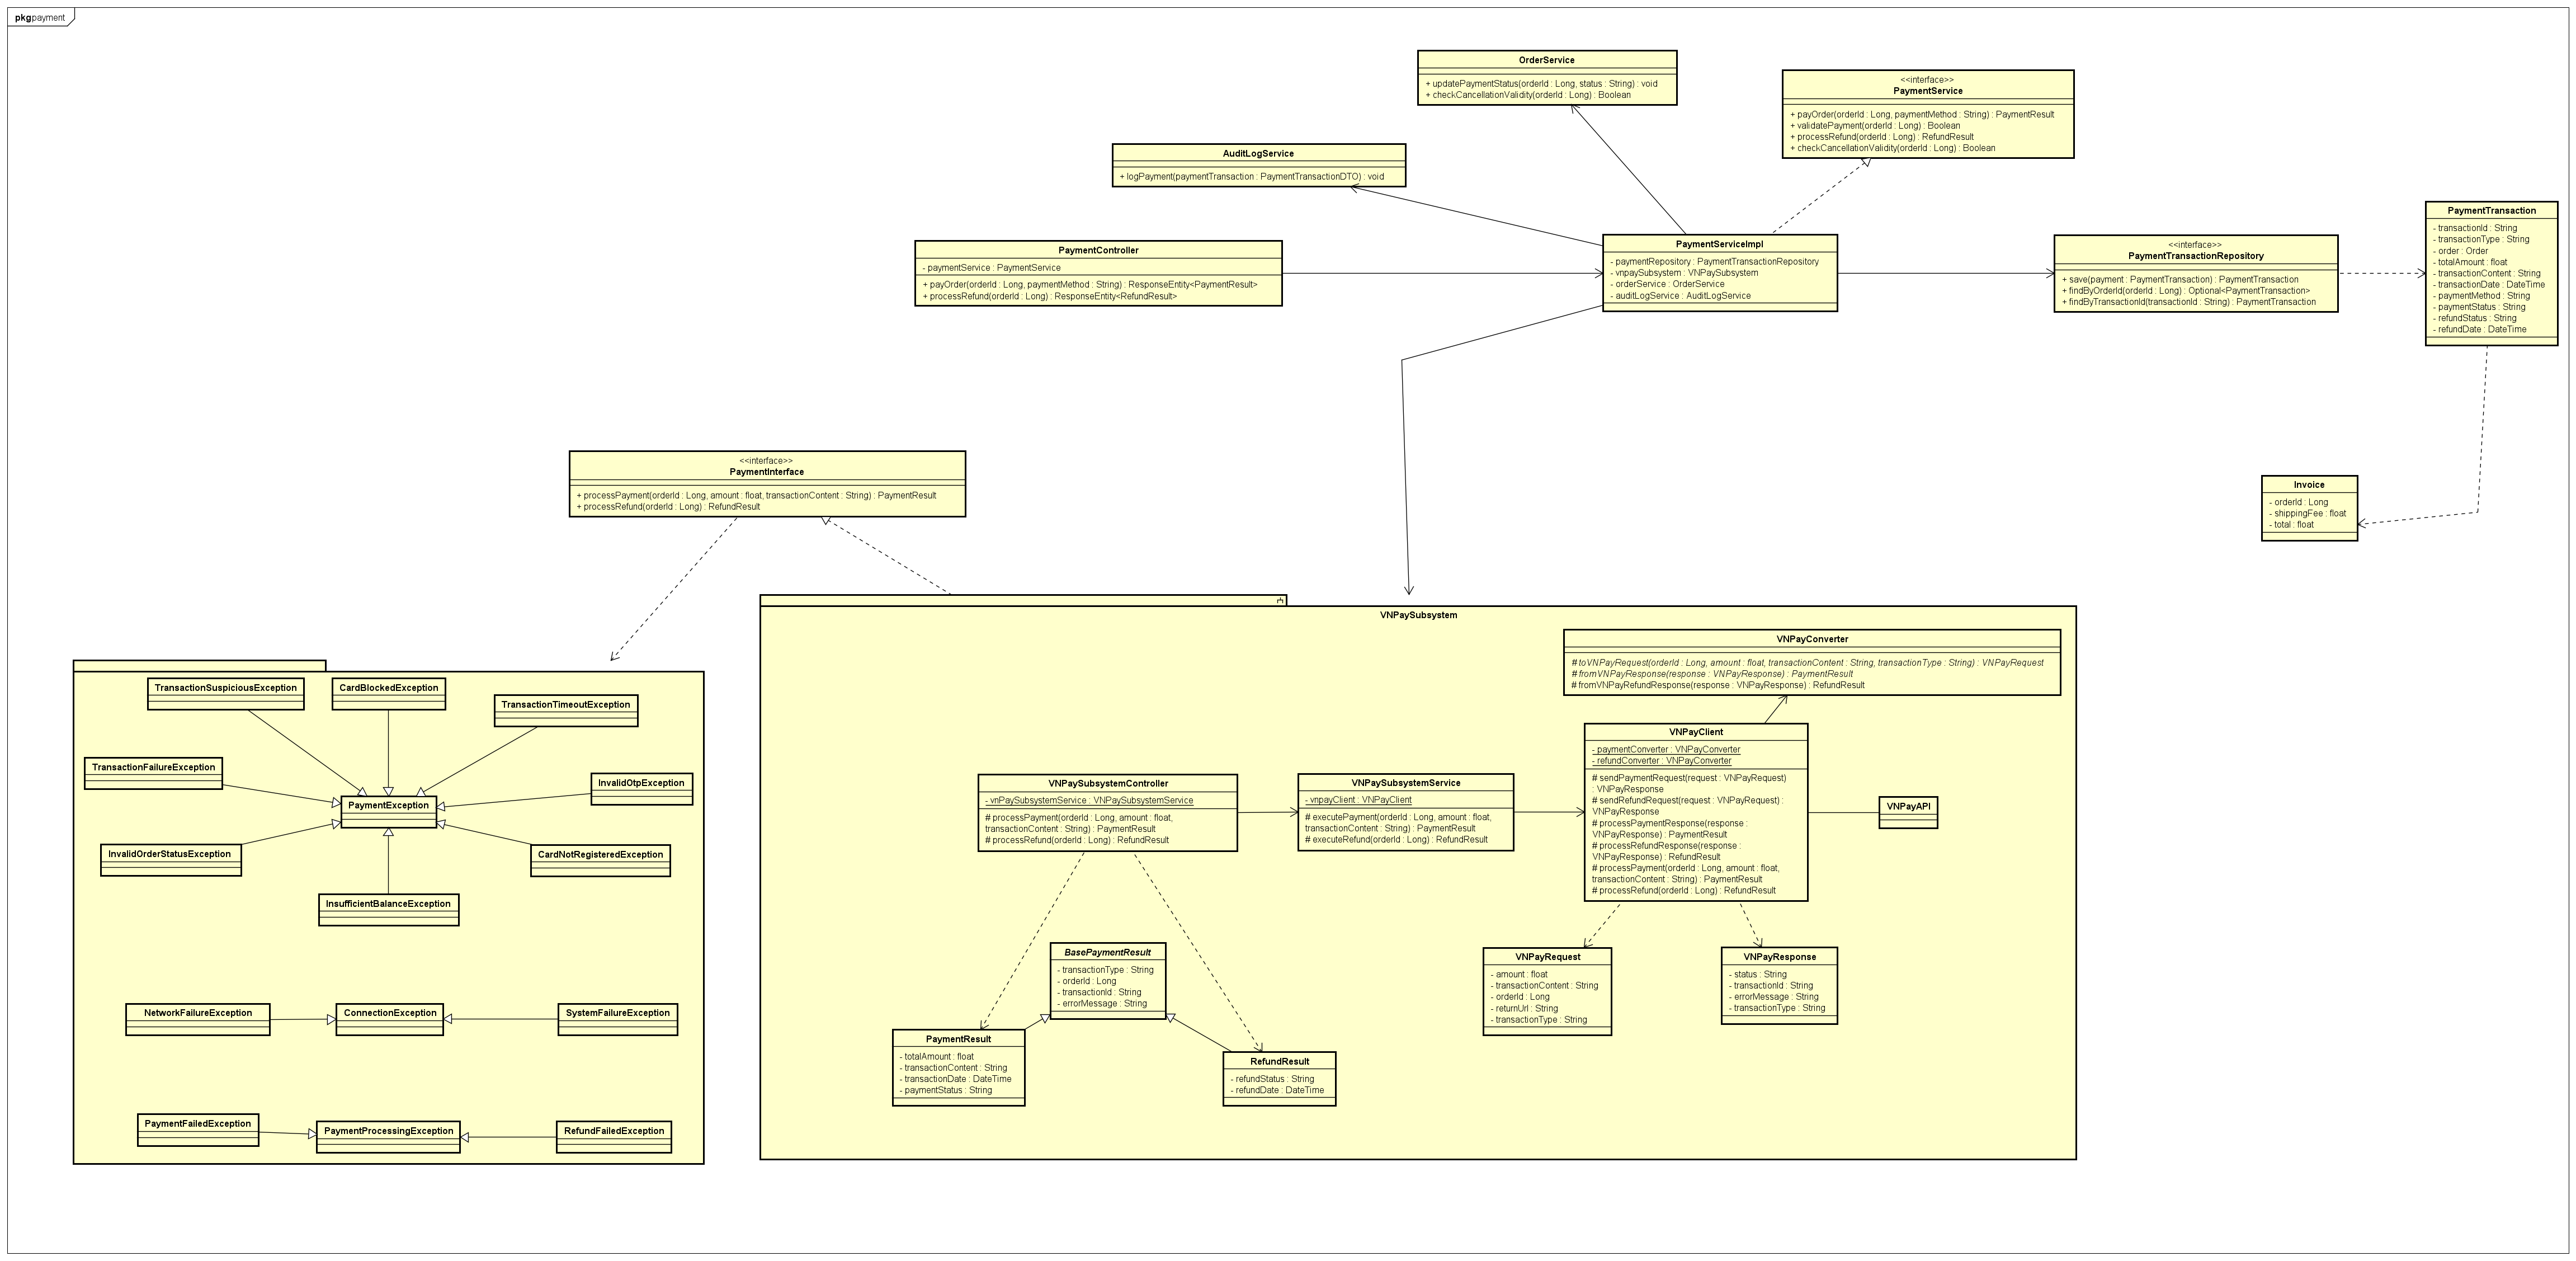 pkg payment
OrderService
+ updatePaymentStatus(orderId : Long, status : String) : void
+ checkCancellationValidity(orderId : Long) : Boolean
<<interface>>
PaymentService
+ payOrder(orderId : Long, paymentMethod : String) : PaymentResult
+ validatePayment(orderId : Long) : Boolean
+ processRefund(orderId : Long) : RefundResult
+ checkCancellationValidity(orderId : Long) : Boolean
AuditLogService
+ logPayment(paymentTransaction : PaymentTransactionDTO) : void
PaymentController
- paymentService : PaymentService
+ payOrder(orderId : Long, paymentMethod : String) : ResponseEntity<PaymentResult>
+ processRefund(orderId : Long) : ResponseEntity<RefundResult>
PaymentServiceImpl
- paymentRepository : PaymentTransactionRepository
- vnpaySubsystem : VNPaySubsystem
- orderService : OrderService
- auditLogService : AuditLogService
<<interface>>
PaymentTransactionRepository
+ save(payment : PaymentTransaction) : PaymentTransaction
+ findByOrderId(orderId : Long) : Optional<PaymentTransaction>
+ findByTransactionId(transactionId : String) : PaymentTransaction
PaymentTransaction
- transactionId : String
- transactionType : String
- order : Order
- totalAmount : float
- transactionContent : String
- transactionDate : DateTime
- paymentMethod : String
- paymentStatus : String
- refundStatus : String
- refundDate : DateTime
Invoice
- orderId : Long
- shippingFee : float
- total : float
<<interface>>
PaymentInterface
+ processPayment(orderId : Long, amount : float, transactionContent : String) : PaymentResult
+ processRefund(orderId : Long) : RefundResult
TransactionSuspiciousException
CardBlockedException
TransactionTimeoutException
TransactionFailureException
InvalidOtpException
PaymentException
InvalidOrderStatusException
CardNotRegisteredException
InsufficientBalanceException
NetworkFailureException
ConnectionException
SystemFailureException
PaymentFailedException
PaymentProcessingException
RefundFailedException
VNPaySubsystem
VNPayConverter
# toVNPayRequest(orderId : Long, amount : float, transactionContent : String, transactionType : String) : VNPayRequest
# fromVNPayResponse(response : VNPayResponse) : PaymentResult
# fromVNPayRefundResponse(response : VNPayResponse) : RefundResult
VNPaySubsystemController
- vnPaySubsystemService : VNPaySubsystemService
# processPayment(orderId : Long, amount : float,
transactionContent : String) : PaymentResult
# processRefund(orderId : Long) : RefundResult
VNPaySubsystemService
- vnpayClient : VNPayClient
# executePayment(orderId : Long, amount : float,
transactionContent : String) : PaymentResult
# executeRefund(orderId : Long) : RefundResult
VNPayClient
- paymentConverter : VNPayConverter
- refundConverter : VNPayConverter
# sendPaymentRequest(request : VNPayRequest)
: VNPayResponse
# sendRefundRequest(request : VNPayRequest) :
VNPayResponse
# processPaymentResponse(response :
VNPayResponse) : PaymentResult
# processRefundResponse(response :
VNPayResponse) : RefundResult
# processPayment(orderId : Long, amount : float,
transactionContent : String) : PaymentResult
# processRefund(orderId : Long) : RefundResult
VNPayAPI
BasePaymentResult
- transactionType : String
- orderId : Long
- transactionId : String
- errorMessage : String
PaymentResult
- totalAmount : float
- transactionContent : String
- transactionDate : DateTime
- paymentStatus : String
RefundResult
- refundStatus : String
- refundDate : DateTime
VNPayRequest
- amount : float
- transactionContent : String
- orderId : Long
- returnUrl : String
- transactionType : String
VNPayResponse
- status : String
- transactionId : String
- errorMessage : String
- transactionType : String